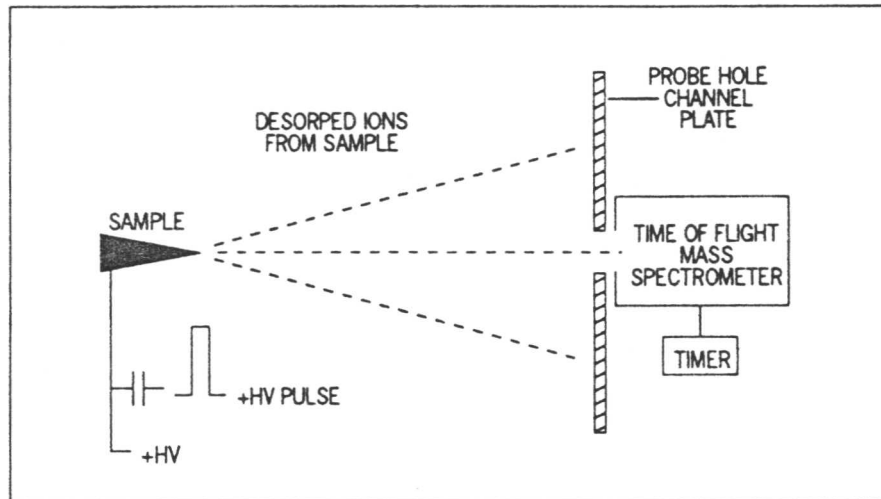 PROBE HOLE
CHANNEL
PLATE
DESORPED IONS
FROM SAMPLE
SAMPLE
TIME OF FLIGHT
MASS
SPECTROMETER
TIMER
+HV PULSE
+HV